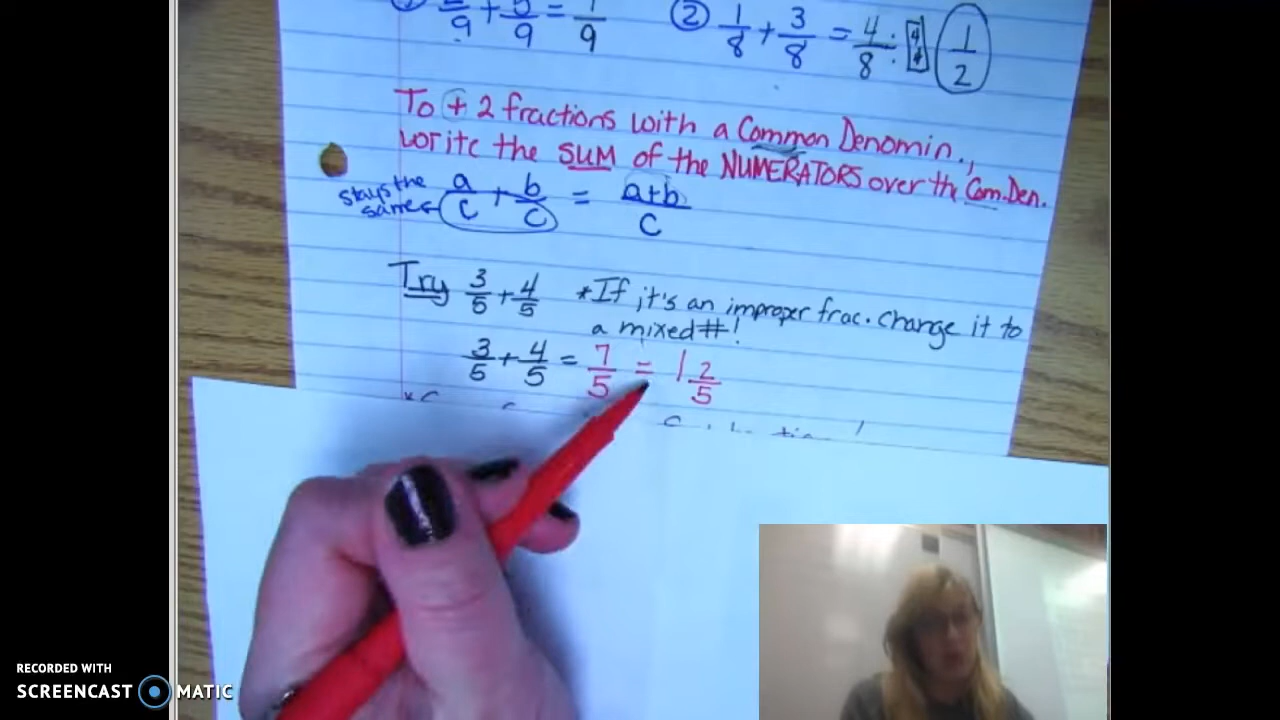 9 + 9 = 9 ② 1/8 + 3/8 = 4/8 ÷ 4/4 1/2
To + 2 fractions with a Common Denomin.,
write the SUM of the NUMERATORS over the Com.Den.
stays the same a/c + b/c = a+b/c
Try 3/5 + 4/5 *If it's an improper frac. change it to
a mixed #!
3/5 + 4/5 = 7/5 = 1 2/5
RECORDED WITH
SCREENCAST O MATIC